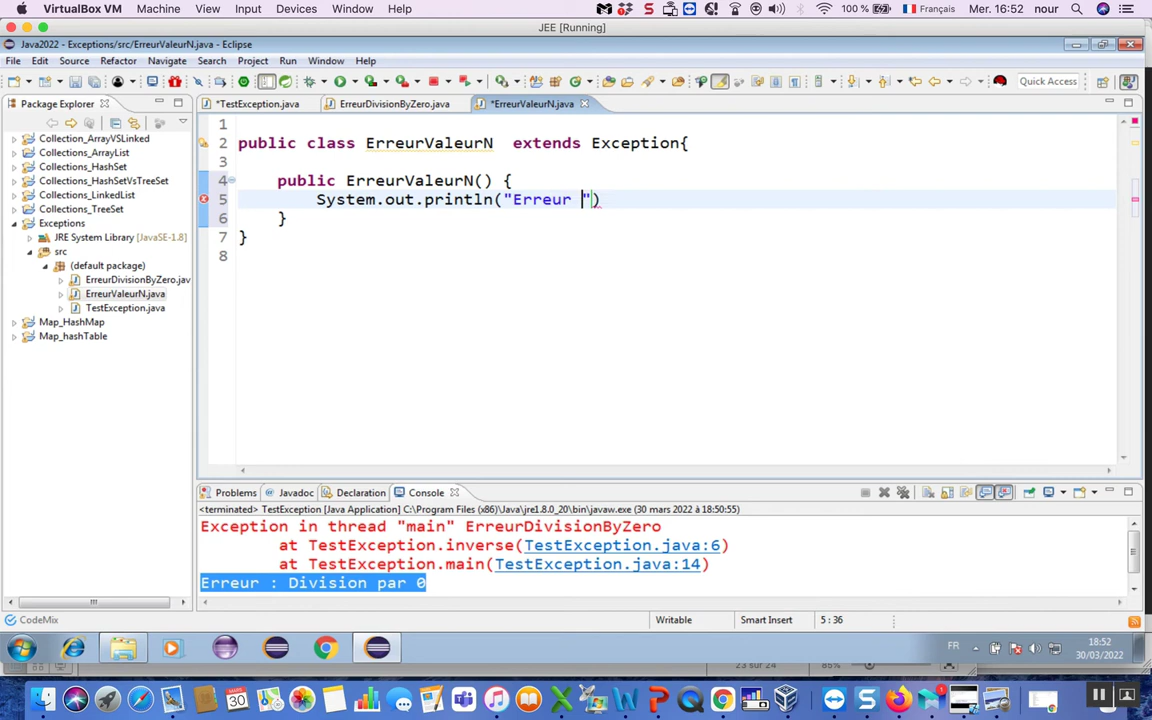 VirtualBox VM Machine View Input Devices Window Help 100 % Français Mer. 16:52 nour
JEE [Running]
Java2022 - Exceptions/src/ErreurValeurN.java - Eclipse
File Edit Source Refactor Navigate Search Project Run Window Help
Quick Access
Package Explorer
*TestException.java ErreurDivisionByZero.java *ErreurValeurN.java
Collection_ArrayVSLinked
Collections_ArrayList
Collections_HashSet
Collections_HashSetVsTreeSet
Collections_LinkedList
Collections_TreeSet
Exceptions
JRE System Library [JavaSE-1.8]
src
(default package)
ErreurDivisionByZero.jav
ErreurValeurN.java
TestException.java
Map_HashMap
Map_hashTable
1
2 public class ErreurValeurN extends Exception{
3
4 public ErreurValeurN() {
5 System.out.println("Erreur ")
6 }
7 }
8
Problems Javadoc Declaration Console
<terminated> TestException [Java Application] C:\Program Files (x86)\Java\jre1.8.0_20\bin\javaw.exe (30 mars 2022 à 18:50:55)
Exception in thread "main" ErreurDivisionByZero
at TestException.inverse(TestException.java:6)
at TestException.main(TestException.java:14)
Erreur : Division par 0
CodeMix
Writable Smart Insert 5 : 36
FR 18:52
30/03/2022
23 sur 24 85%
MARS
30